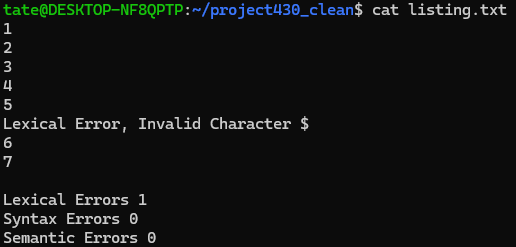 tate@DESKTOP-NF8QPTP:~/project430_clean$ cat listing.txt
1
2
3
4
5
Lexical Error, Invalid Character $
6
7
Lexical Errors 1
Syntax Errors 0
Semantic Errors 0